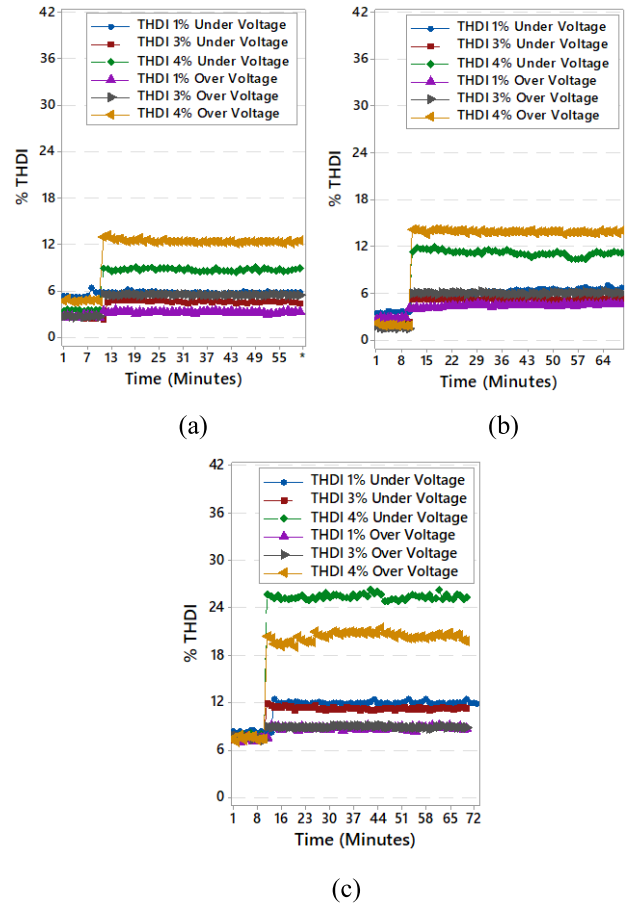 THDI 1% Under Voltage
THDI 3% Under Voltage
THDI 4% Under Voltage
THDI 1% Over Voltage
THDI 3% Over Voltage
THDI 4% Over Voltage
42
36
30
24
18
12
6
0
% THDI
1 7 13 19 25 31 37 43 49 55 *
Time (Minutes)
(a)
THDI 1% Under Voltage
THDI 3% Under Voltage
THDI 4% Under Voltage
THDI 1% Over Voltage
THDI 3% Over Voltage
THDI 4% Over Voltage
42
36
30
24
18
12
6
0
% THDI
1 8 15 22 29 36 43 50 57 64
Time (Minutes)
(b)
THDI 1% Under Voltage
THDI 3% Under Voltage
THDI 4% Under Voltage
THDI 1% Over Voltage
THDI 3% Over Voltage
THDI 4% Over Voltage
42
36
30
24
18
12
6
0
% THDI
1 8 16 23 30 37 44 51 58 65 72
Time (Minutes)
(c)